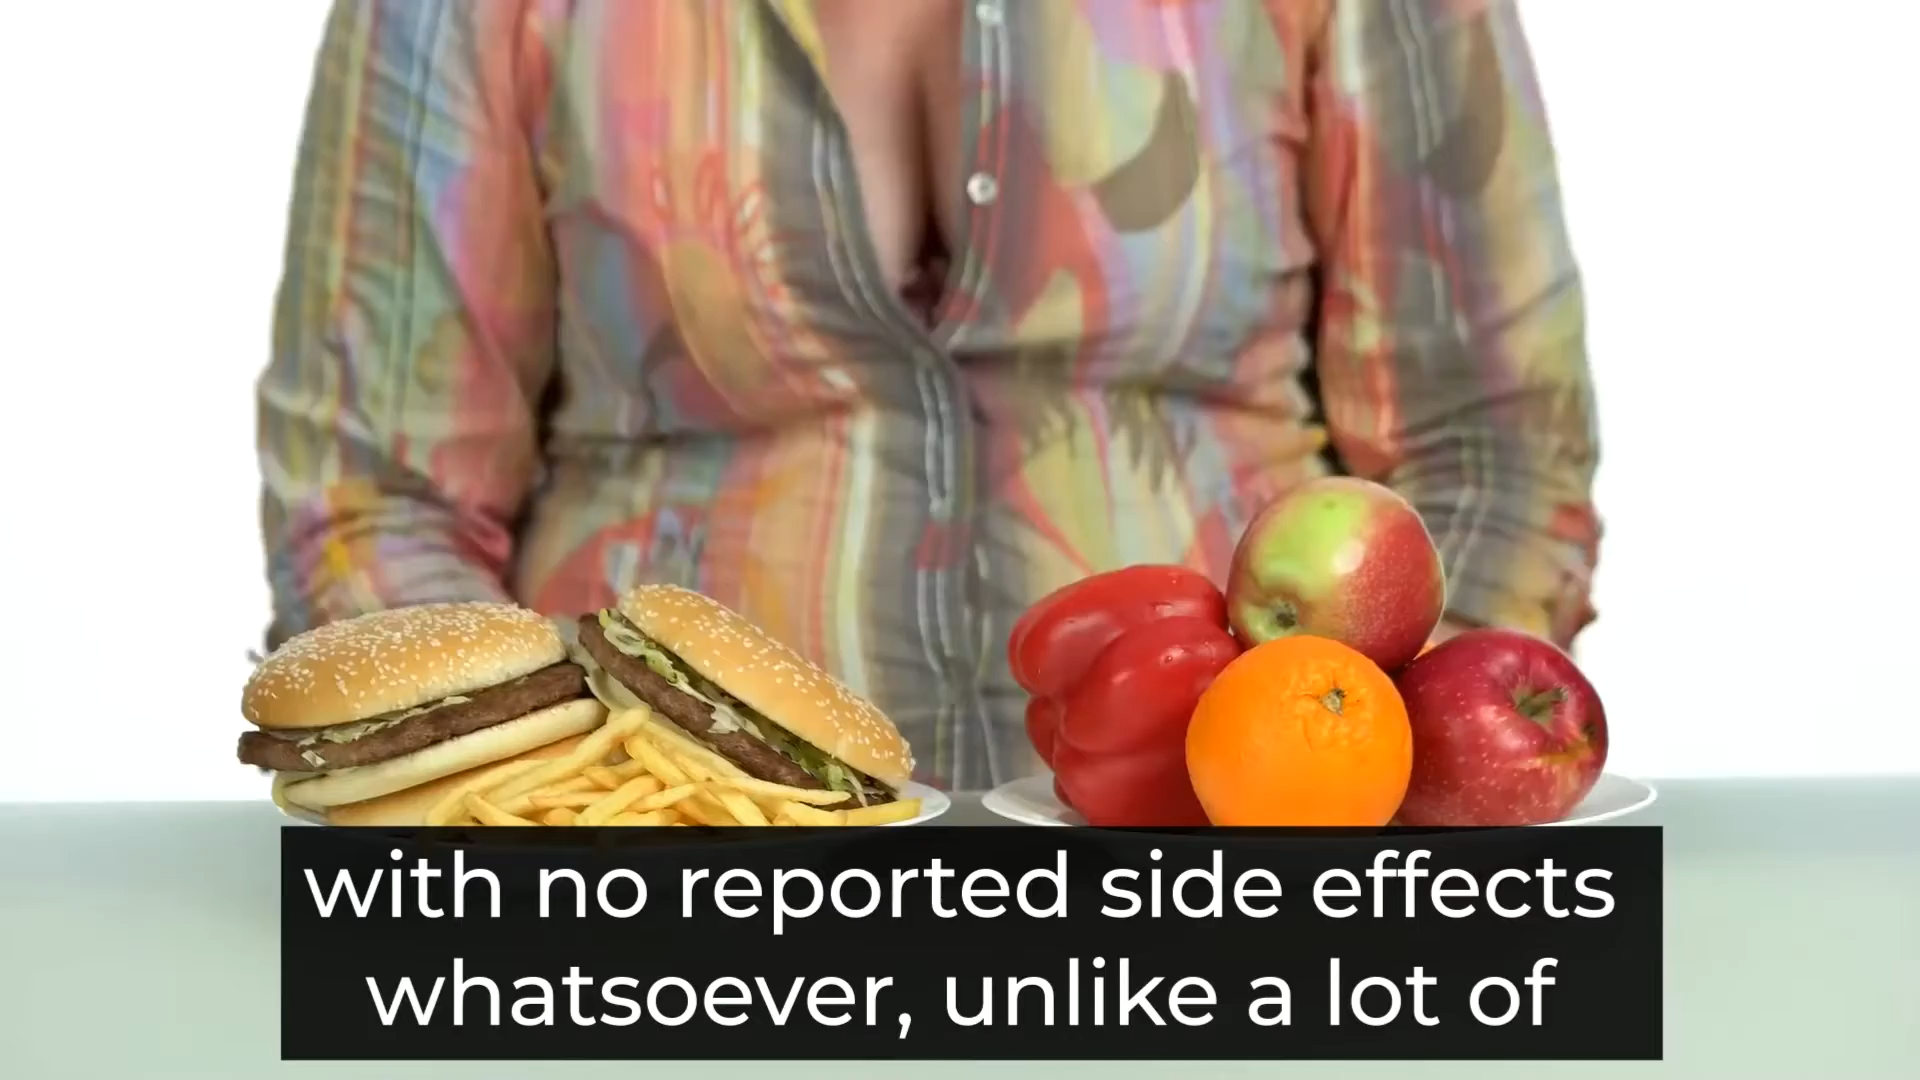 with no reported side effects
whatsoever, unlike a lot of